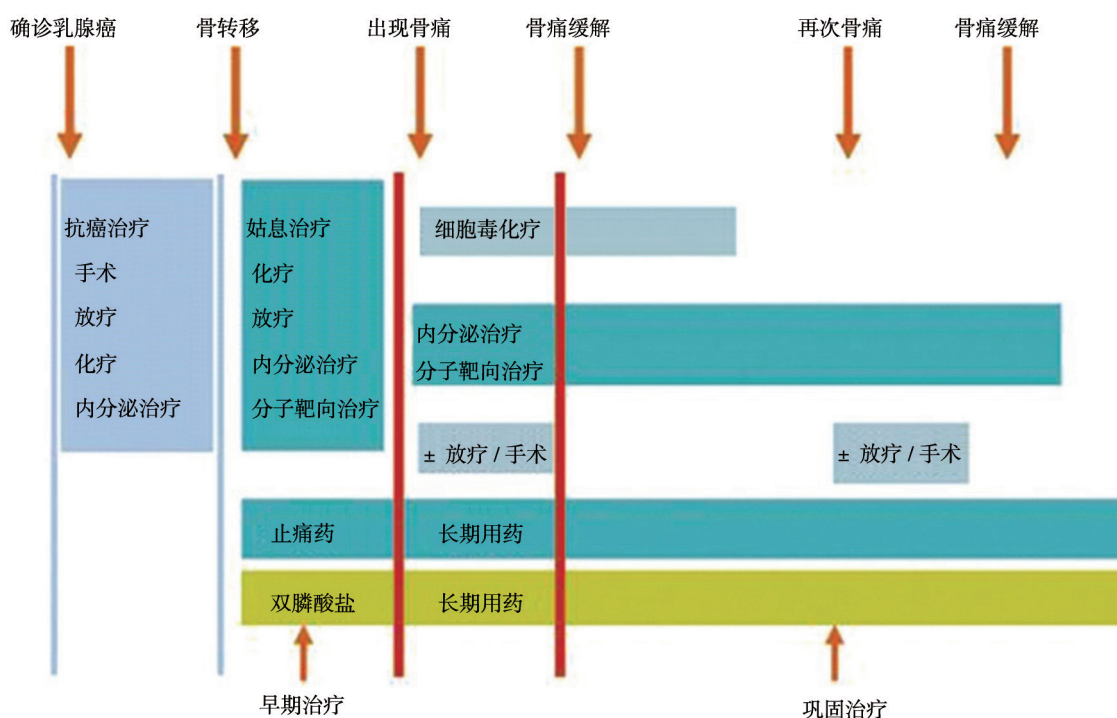 确诊乳腺癌
骨转移
出现骨痛
骨痛缓解
再次骨痛
骨痛缓解
抗癌治疗
手术
放疗
化疗
内分泌治疗
姑息治疗
化疗
放疗
内分泌治疗
分子靶向治疗
细胞毒化疗
内分泌治疗
分子靶向治疗
± 放疗 / 手术
± 放疗 / 手术
止痛药
长期用药
双膦酸盐
长期用药
早期治疗
巩固治疗